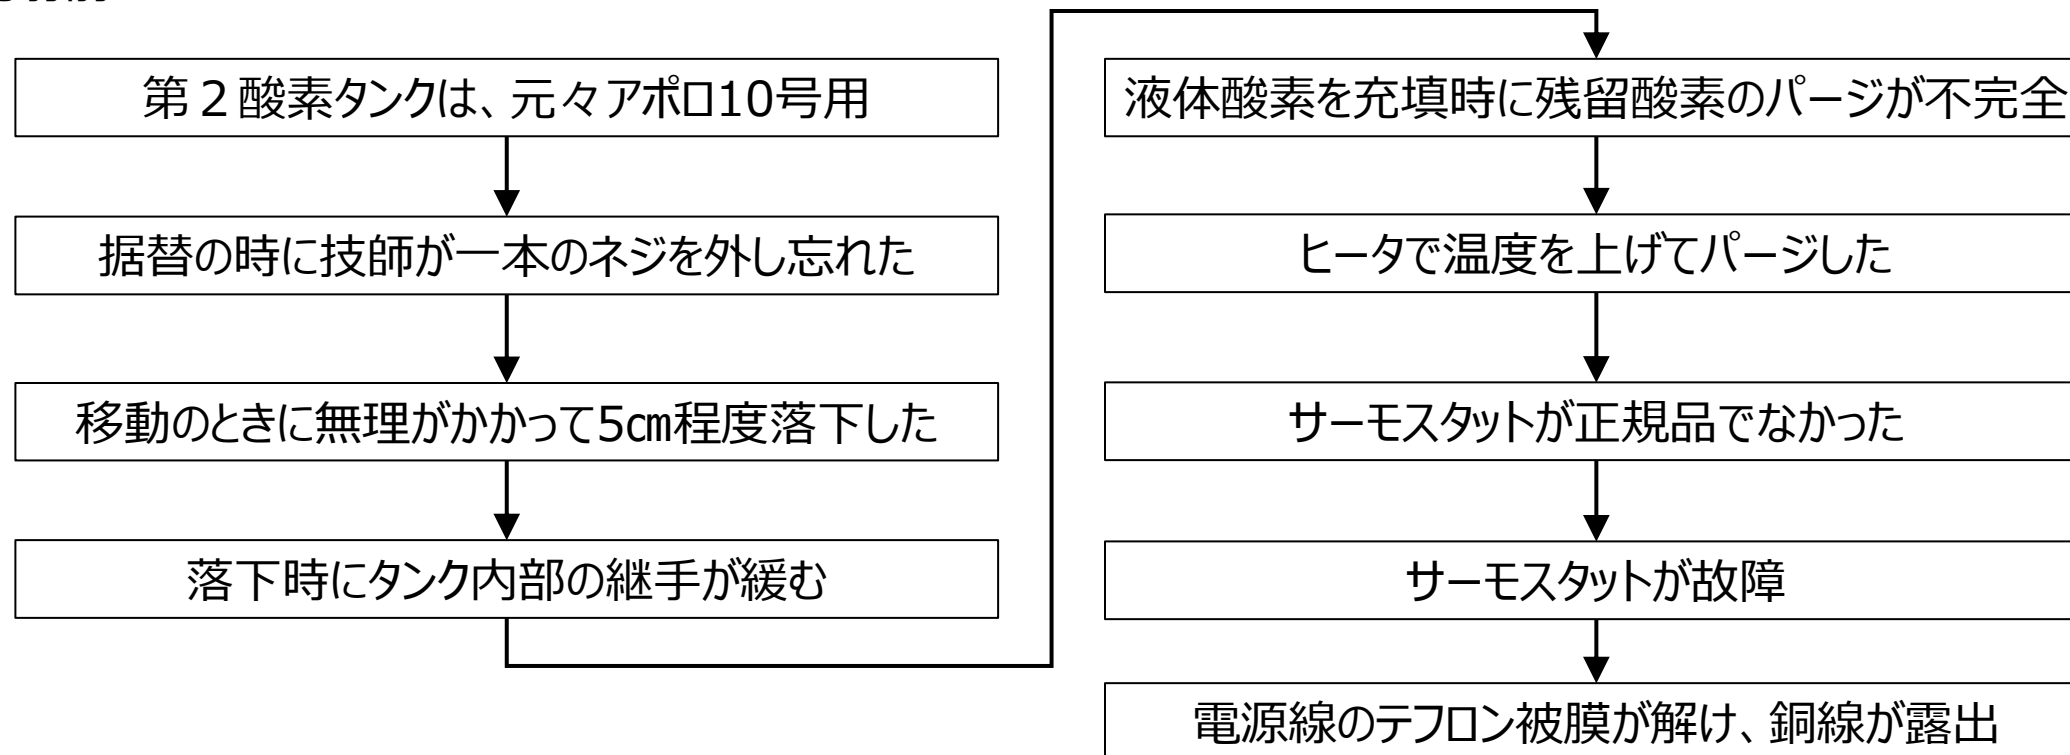 第２酸素タンクは、元々アポロ10号用
据替の時に技師が一本のネジを外し忘れた
移動のときに無理がかかって5㎝程度落下した
落下時にタンク内部の継手が緩む
液体酸素を充填時に残留酸素のパージが不完全
ヒータで温度を上げてパージした
サーモスタットが正規品でなかった
サーモスタットが故障
電源線のテフロン被膜が解け、銅線が露出